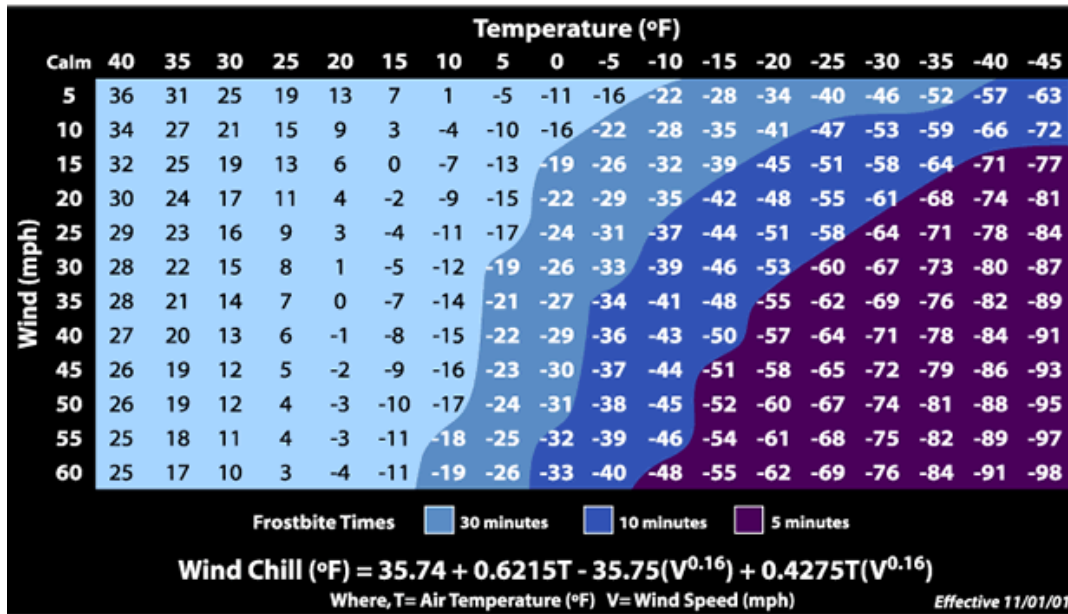 Temperature (ºF)
Calm 40 35 30 25 20 15 10 5 0 -5 -10 -15 -20 -25 -30 -35 -40 -45
5 36 31 25 19 13 7 1 -5 -11 -16 -22 -28 -34 -40 -46 -52 -57 -63
10 34 27 21 15 9 3 -4 -10 -16 -22 -28 -35 -41 -47 -53 -59 -66 -72
15 32 25 19 13 6 0 -7 -13 -19 -26 -32 -39 -45 -51 -58 -64 -71 -77
20 30 24 17 11 4 -2 -9 -15 -22 -29 -35 -42 -48 -55 -61 -68 -74 -81
25 29 23 16 9 3 -4 -11 -17 -24 -31 -37 -44 -51 -58 -64 -71 -78 -84
30 28 22 15 8 1 -5 -12 -19 -26 -33 -39 -46 -53 -60 -67 -73 -80 -87
35 28 21 14 7 0 -7 -14 -21 -27 -34 -41 -48 -55 -62 -69 -76 -82 -89
40 27 20 13 6 -1 -8 -15 -22 -29 -36 -43 -50 -57 -64 -71 -78 -84 -91
45 26 19 12 5 -2 -9 -16 -23 -30 -37 -44 -51 -58 -65 -72 -79 -86 -93
50 26 19 12 4 -3 -10 -17 -24 -31 -38 -45 -52 -60 -67 -74 -81 -88 -95
55 25 18 11 4 -3 -11 -18 -25 -32 -39 -46 -54 -61 -68 -75 -82 -89 -97
60 25 17 10 3 -4 -11 -19 -26 -33 -40 -48 -55 -62 -69 -76 -84 -91 -98
Wind (mph)
Frostbite Times 30 minutes 10 minutes 5 minutes
Wind Chill (ºF) = 35.74 + 0.6215T - 35.75(V^0.16) + 0.4275T(V^0.16)
Where, T= Air Temperature (ºF) V= Wind Speed (mph) Effective 11/01/01